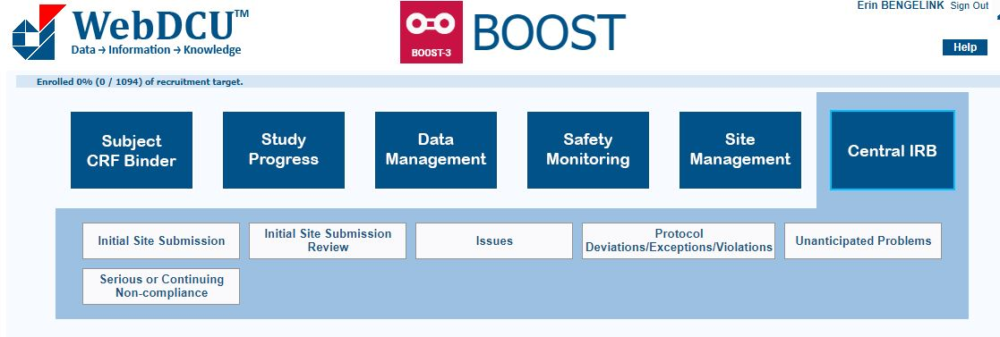 Erin BENGELINK Sign Out
WebDCU™
Data → Information → Knowledge
BOOST-3
BOOST
Help
Enrolled 0% (0 / 1094) of recruitment target.
Subject
CRF Binder
Study
Progress
Data
Management
Safety
Monitoring
Site
Management
Central IRB
Initial Site Submission
Initial Site Submission
Review
Issues
Protocol
Deviations/Exceptions/Violations
Unanticipated Problems
Serious or Continuing
Non-compliance